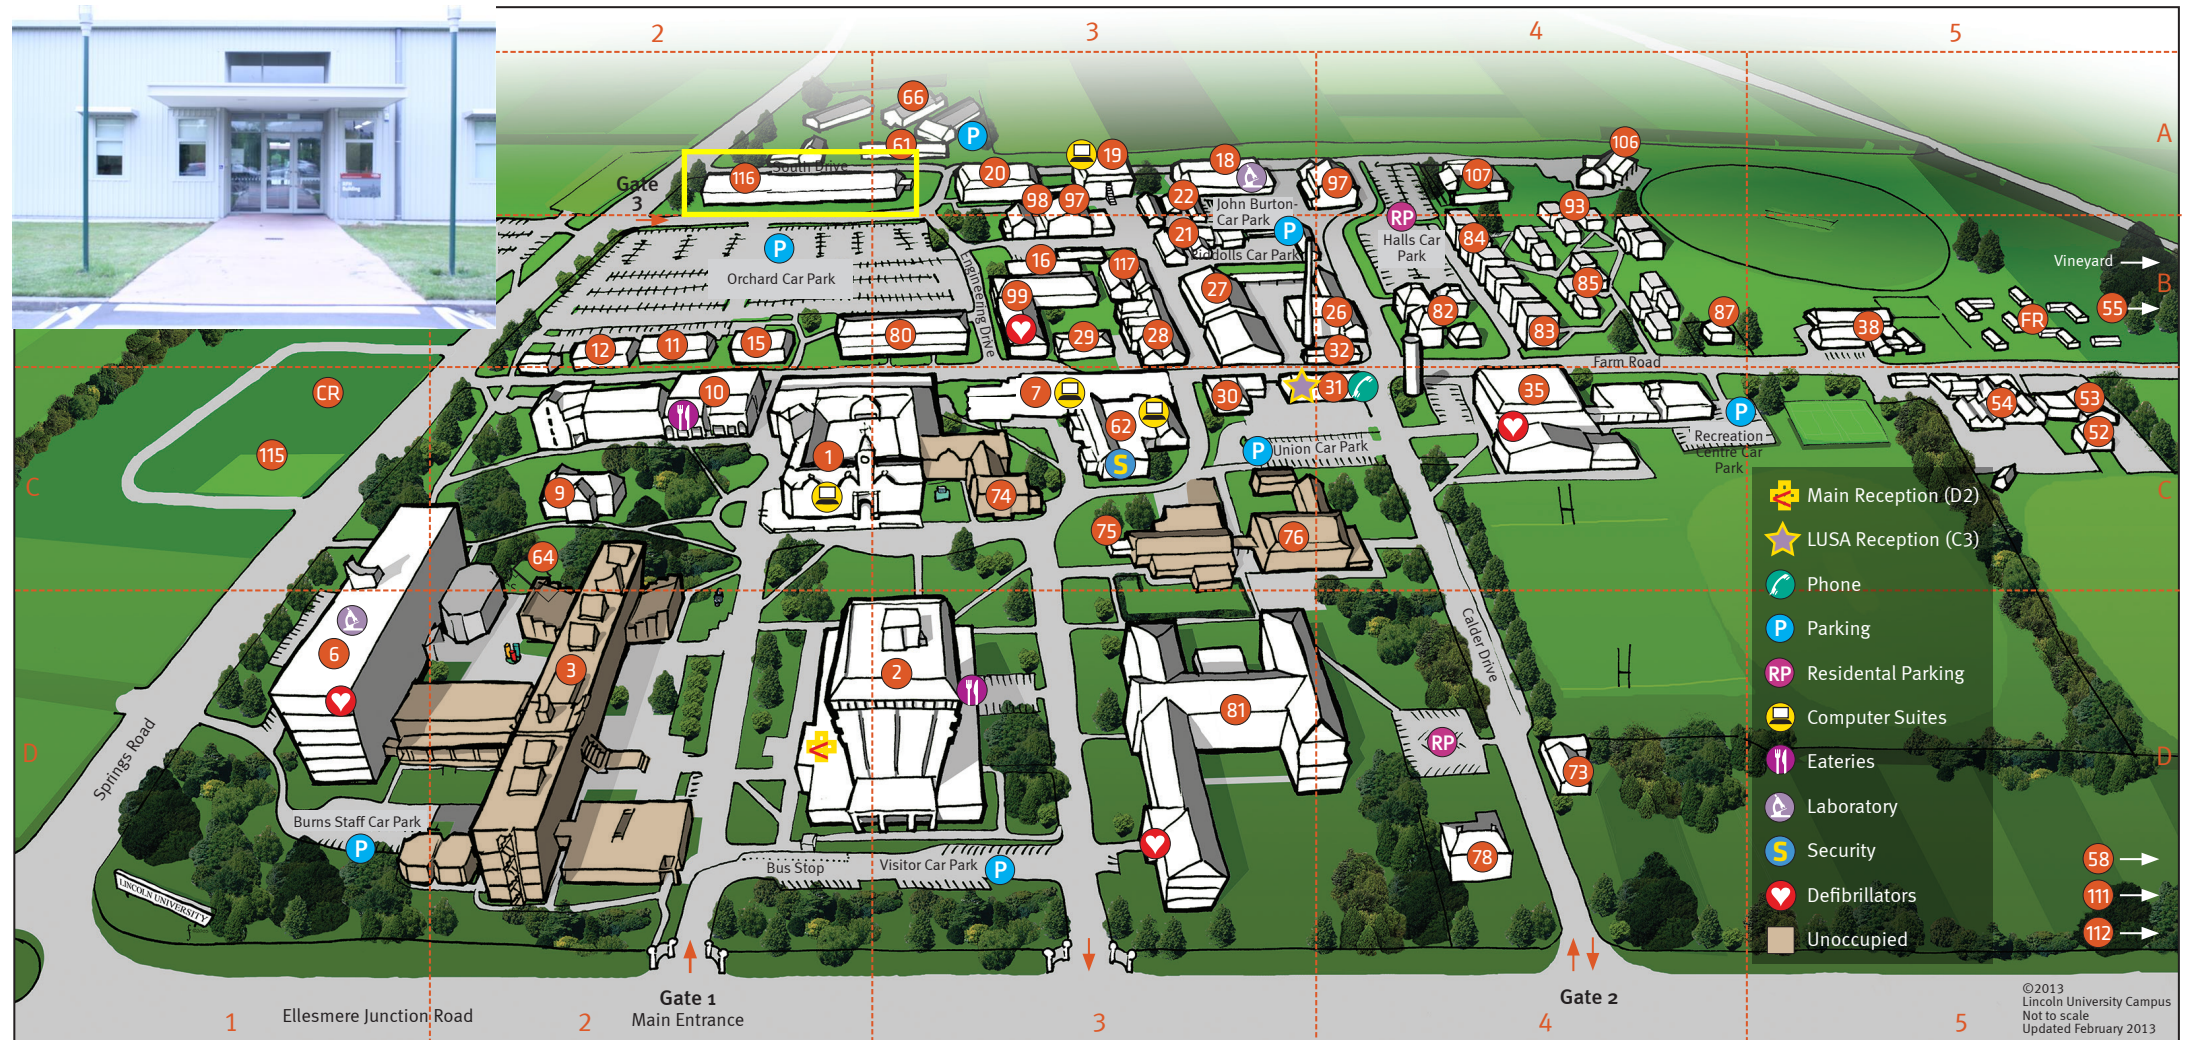 2
3
4
5
A
66
P
61
South Drive
116
Gate
3
20
19
18
97
106
107
98
97
22
John Burton-
Car Park
RP
93
P
Orchard Car Park
21
P
Riddolls Car Park
Halls Car
Park
84
Vineyard
B
16
117
27
99
85
55
Engineering Drive
26
82
87
38
FR
12
11
15
80
29
28
32
83
Farm Road
CR
10
7
30
31
35
54
53
52
P
Recreation
Centre Car
Park
115
1
62
S
P
Union Car Park
C
C
9
74
75
76
64
Main Reception (D2)
LUSA Reception (C3)
Phone
P Parking
RP Residental Parking
Computer Suites
Eateries
Laboratory
S Security
Defibrillators
Unoccupied
6
3
2
81
Calder Drive
RP
73
78
D
D
Springs Road
Burns Staff Car Park
P
Bus Stop
Visitor Car Park
P
LINCOLN UNIVERSITY
58
111
112
Gate 1
Main Entrance
Gate 2
Ellesmere Junction Road
1
2
3
4
5
©2013
Lincoln University Campus
Not to scale
Updated February 2013